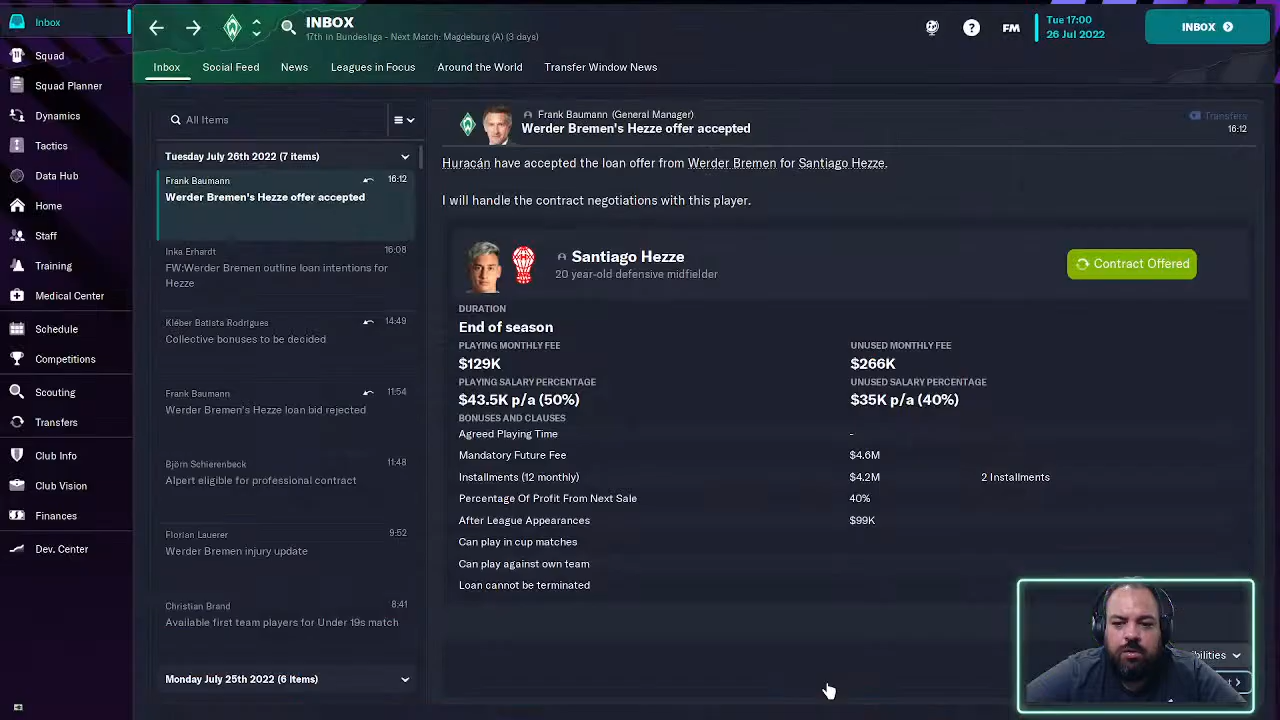 Inbox
Squad
Squad Planner
Dynamics
Tactics
Data Hub
Home
Staff
Training
Medical Center
Schedule
Competitions
Scouting
Transfers
Club Info
Club Vision
Finances
Dev. Center
INBOX
17th in Bundesliga - Next Match: Magdeburg (A) (3 days)
?
FM
Tue 17:00
26 Jul 2022
INBOX
Inbox
Social Feed
News
Leagues in Focus
Around the World
Transfer Window News
All Items
Tuesday July 26th 2022 (7 items)
Frank Baumann 16:12
Werder Bremen's Hezze offer accepted
Inka Erhardt 16:08
FW:Werder Bremen outline loan intentions for
Hezze
Kléber Batista Rodrigues 14:49
Collective bonuses to be decided
Frank Baumann 11:54
Werder Bremen's Hezze loan bid rejected
Björn Schierenbeck 11:48
Alpert eligible for professional contract
Florian Lauerer 9:52
Werder Bremen injury update
Christian Brand 8:41
Available first team players for Under 19s match
Monday July 25th 2022 (6 Items)
Frank Baumann (General Manager)
Werder Bremen's Hezze offer accepted
Transfers
16:12
Huracán have accepted the loan offer from Werder Bremen for Santiago Hezze.
I will handle the contract negotiations with this player.
Santiago Hezze
20 year-old defensive midfielder
Contract Offered
DURATION
End of season
PLAYING MONTHLY FEE UNUSED MONTHLY FEE
$129K $266K
PLAYING SALARY PERCENTAGE UNUSED SALARY PERCENTAGE
$43.5K p/a (50%) $35K p/a (40%)
BONUSES AND CLAUSES
Agreed Playing Time -
Mandatory Future Fee $4.6M
Installments (12 monthly) $4.2M 2 Installments
Percentage Of Profit From Next Sale 40%
After League Appearances $99K
Can play in cup matches
Can play against own team
Loan cannot be terminated